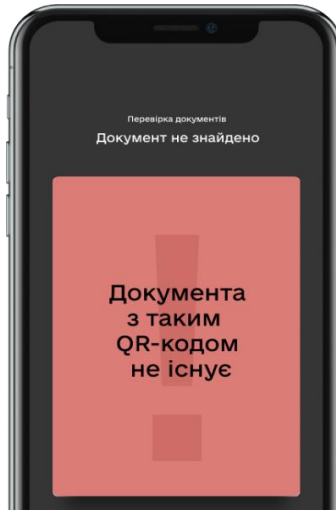 Перевірка документів
Документ не знайдено
Документа
з таким
QR-кодом
не існує